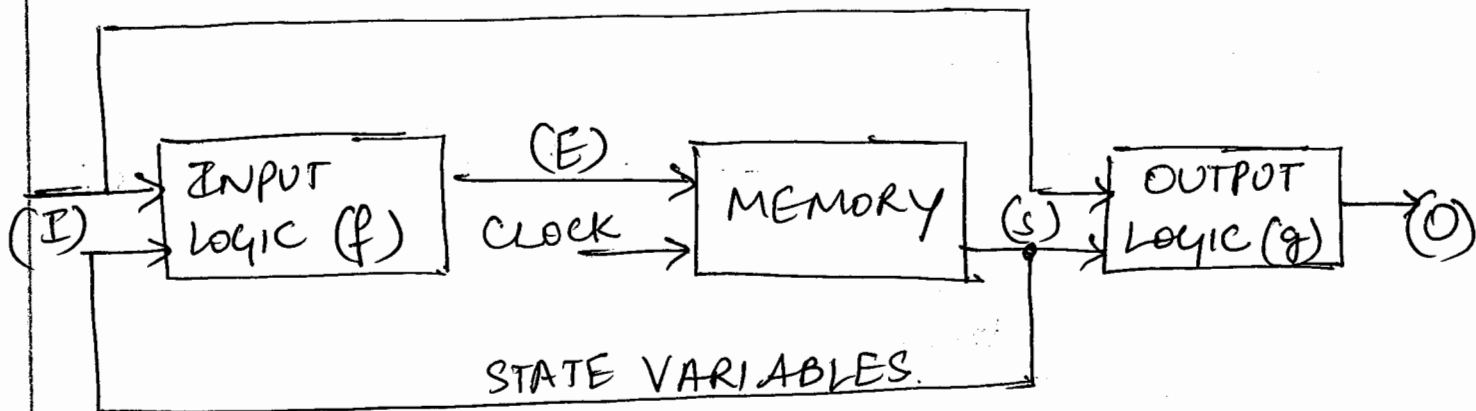 (I)
INPUT
LOGIC (f)
(E)
CLOCK
MEMORY
(S)
OUTPUT
LOGIC (g)
(O)
STATE VARIABLES.